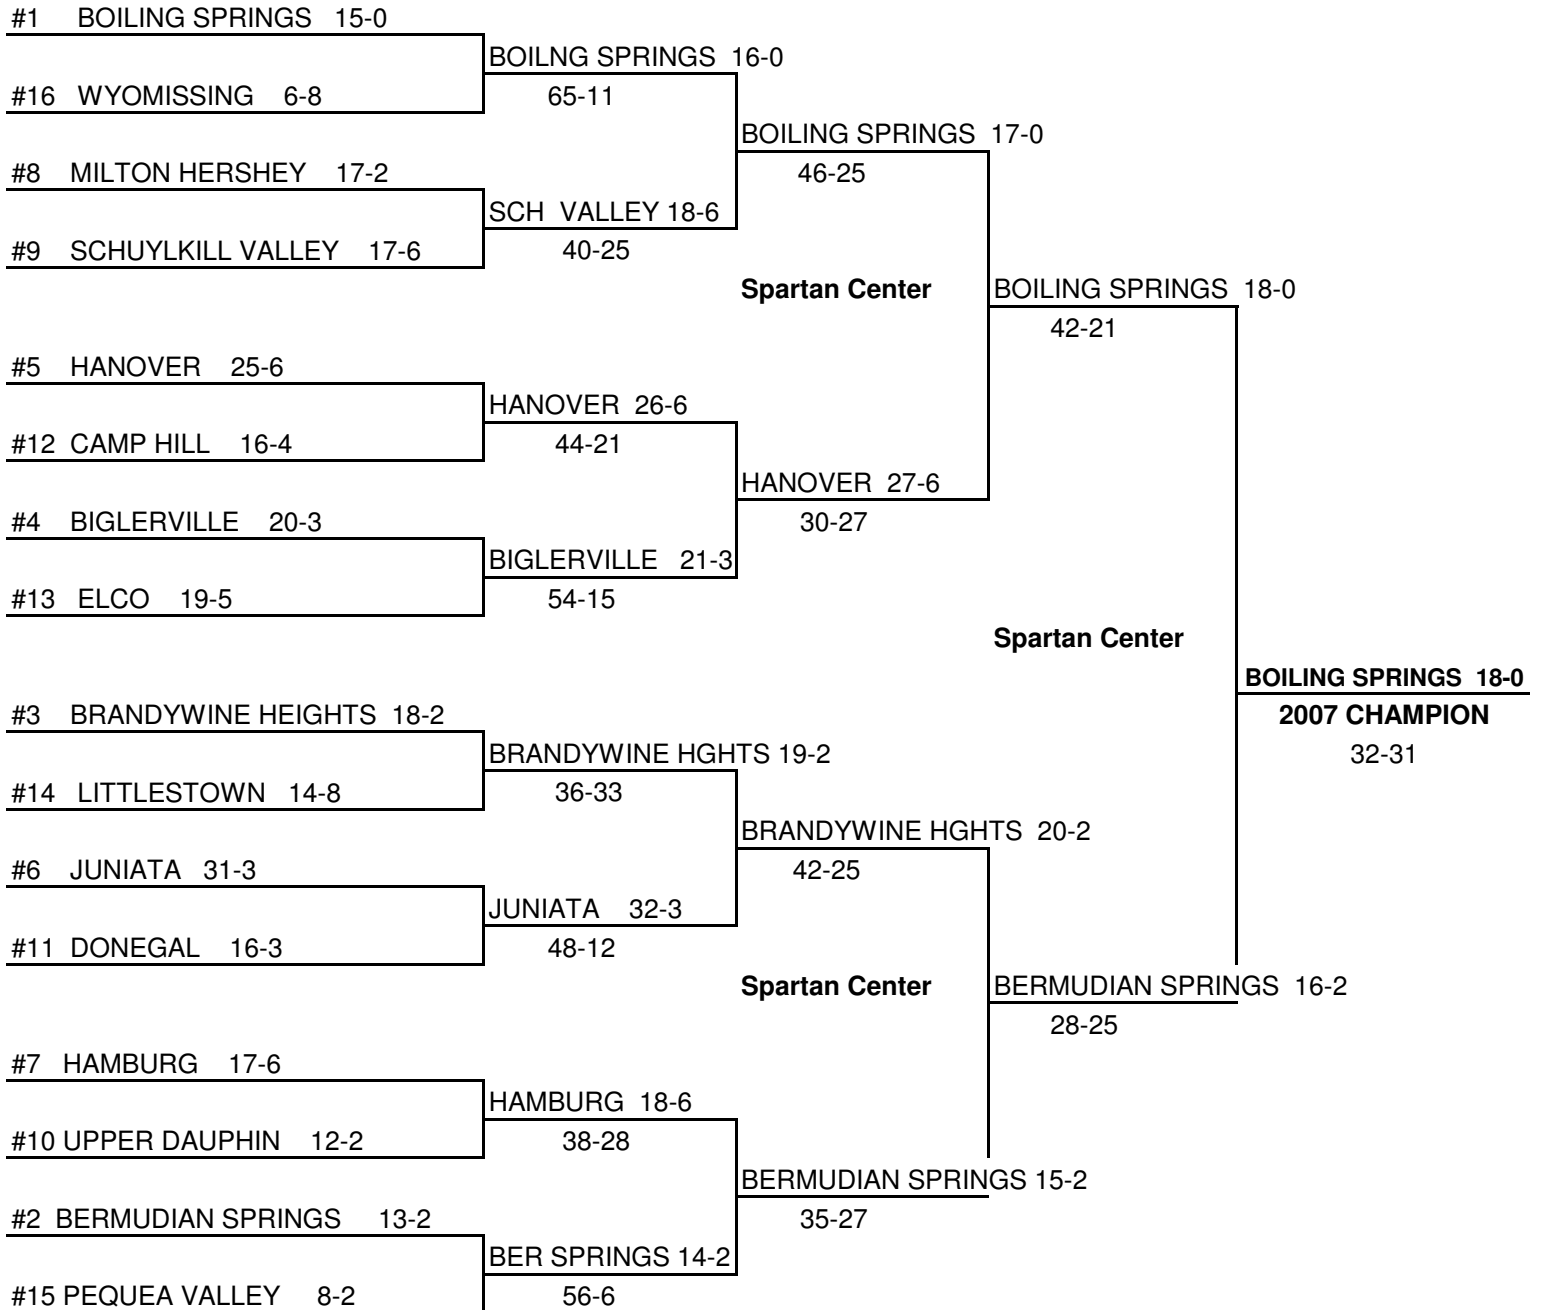 #1 BOILING SPRINGS 15-0
BOILNG SPRINGS 16-0
#16 WYOMISSING 6-8
65-11
BOILING SPRINGS 17-0
#8 MILTON HERSHEY 17-2
46-25
SCH VALLEY 18-6
#9 SCHUYLKILL VALLEY 17-6
40-25
Spartan Center
BOILING SPRINGS 18-0
42-21
#5 HANOVER 25-6
HANOVER 26-6
#12 CAMP HILL 16-4
44-21
HANOVER 27-6
#4 BIGLERVILLE 20-3
30-27
BIGLERVILLE 21-3
#13 ELCO 19-5
54-15
Spartan Center
BOILING SPRINGS 18-0
#3 BRANDYWINE HEIGHTS 18-2
2007 CHAMPION
BRANDYWINE HGHTS 19-2
32-31
#14 LITTLESTOWN 14-8
36-33
BRANDYWINE HGHTS 20-2
#6 JUNIATA 31-3
42-25
JUNIATA 32-3
#11 DONEGAL 16-3
48-12
Spartan Center
BERMUDIAN SPRINGS 16-2
28-25
#7 HAMBURG 17-6
HAMBURG 18-6
#10 UPPER DAUPHIN 12-2
38-28
BERMUDIAN SPRINGS 15-2
#2 BERMUDIAN SPRINGS 13-2
35-27
BER SPRINGS 14-2
#15 PEQUEA VALLEY 8-2
56-6